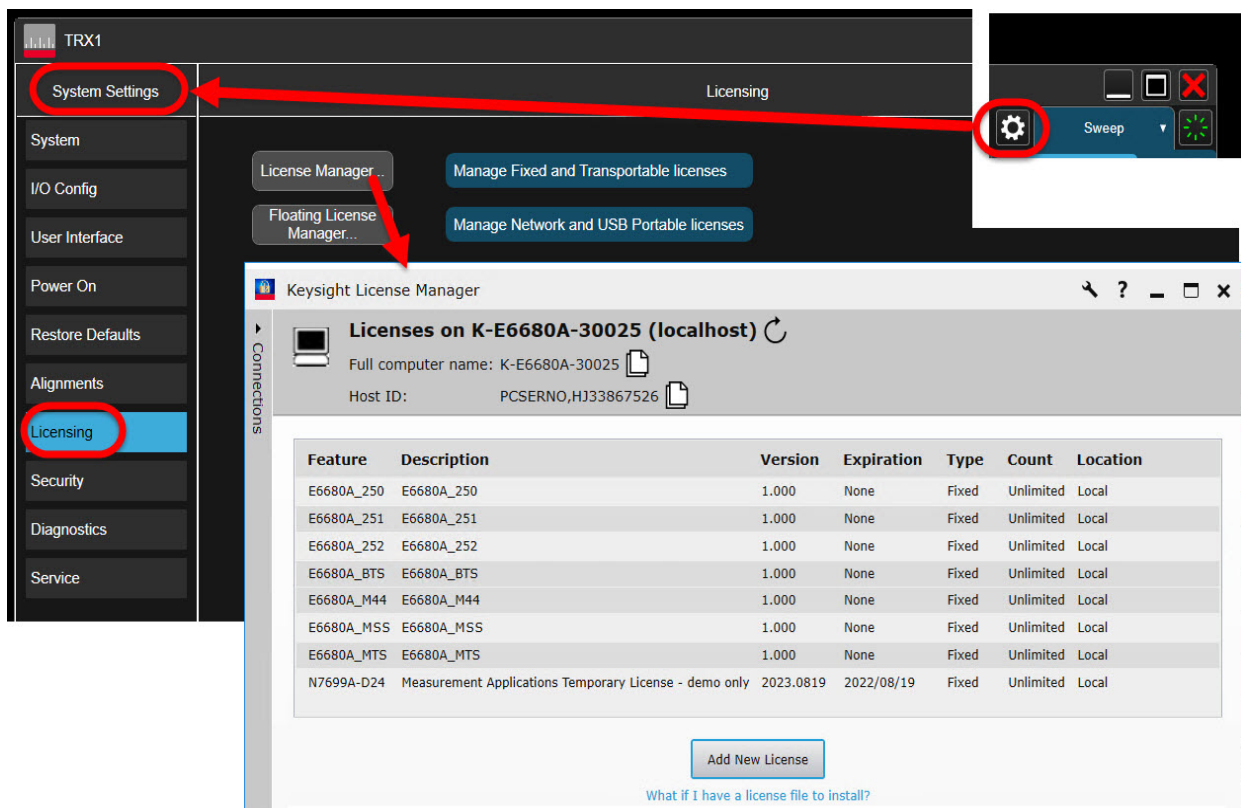 TRX1
System Settings
Licensing
Sweep
System
I/O Config
User Interface
Power On
Restore Defaults
Alignments
Licensing
Security
Diagnostics
Service
License Manager...
Manage Fixed and Transportable licenses
Floating License
Manager...
Manage Network and USB Portable licenses
Keysight License Manager
?
Connections
Licenses on K-E6680A-30025 (localhost)
Full computer name: K-E6680A-30025
Host ID: PCSERNO,HJ33867526
Feature Description Version Expiration Type Count Location
E6680A_250 E6680A_250 1.000 None Fixed Unlimited Local
E6680A_251 E6680A_251 1.000 None Fixed Unlimited Local
E6680A_252 E6680A_252 1.000 None Fixed Unlimited Local
E6680A_BTS E6680A_BTS 1.000 None Fixed Unlimited Local
E6680A_M44 E6680A_M44 1.000 None Fixed Unlimited Local
E6680A_MSS E6680A_MSS 1.000 None Fixed Unlimited Local
E6680A_MTS E6680A_MTS 1.000 None Fixed Unlimited Local
N7699A-D24 Measurement Applications Temporary License - demo only 2023.0819 2022/08/19 Fixed Unlimited Local
Add New License
What if I have a license file to install?